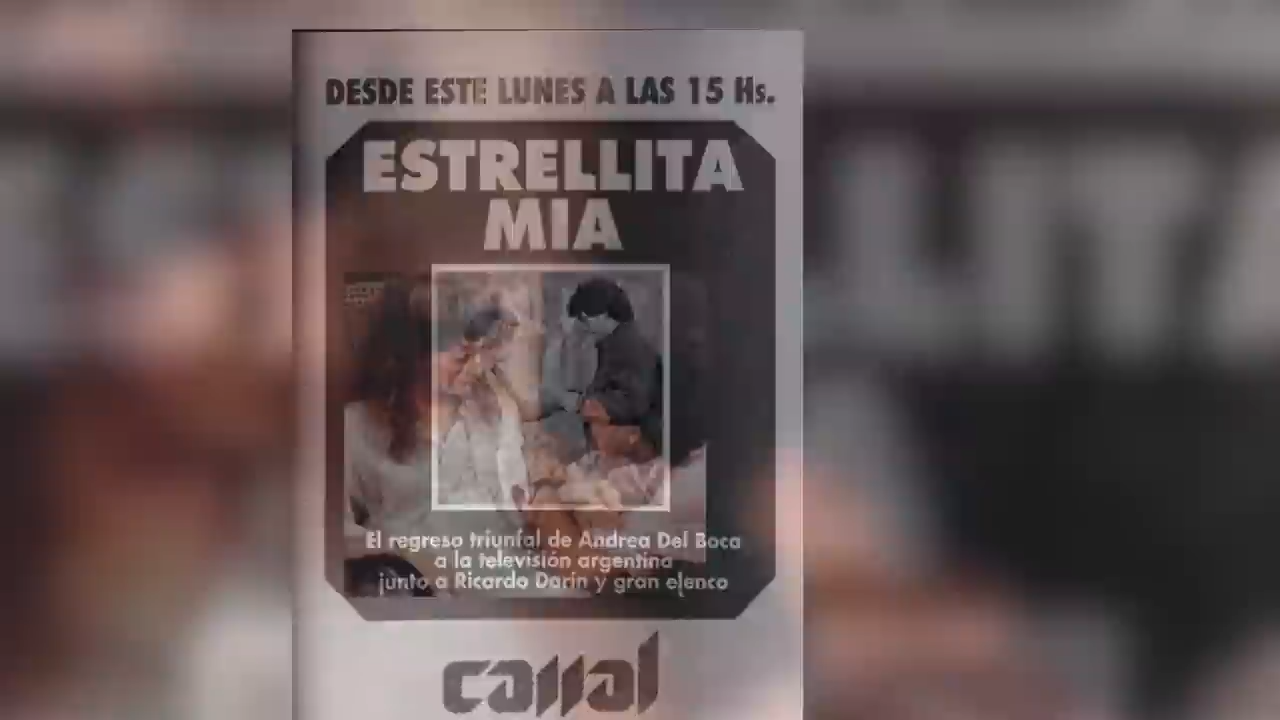 DESDE ESTE LUNES A LAS 15 Hs.
ESTRELLITA
MIA
El regreso triunfal de Andrea Del Boca
a la televisión argentina
junto a Ricardo Darin y gran elenco
canal